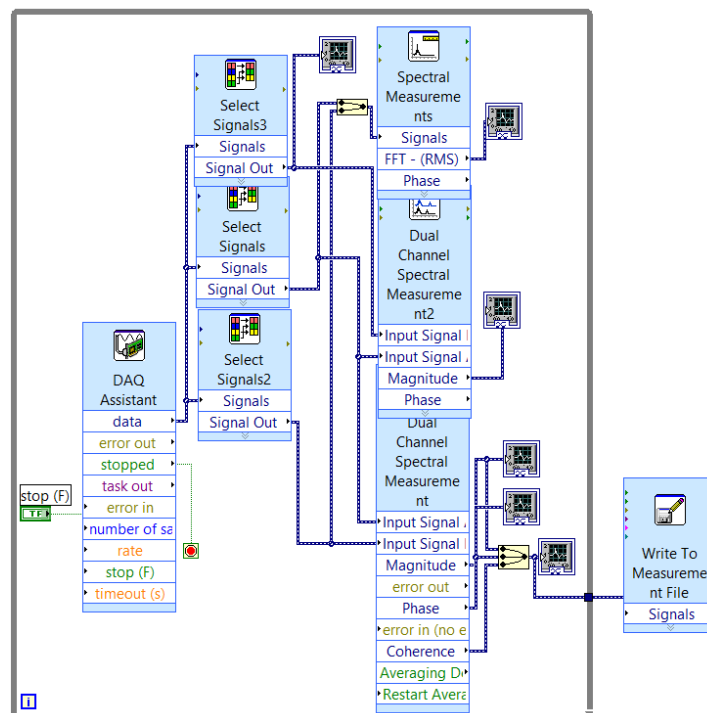 Select
Signals3
Signals
Signal Out
Select
Signals
Signals
Signal Out
Select
Signals2
Signals
Signal Out
DAQ
Assistant
data
error out
stopped
task out
error in
number of sa
rate
stop (F)
timeout (s)
stop (F)
TF
Spectral
Measureme
nts
Signals
FFT - (RMS)
Phase
Dual
Channel
Spectral
Measureme
nt2
Input Signal
Input Signal
Magnitude
Phase
Dual
Channel
Spectral
Measureme
nt
Input Signal
Input Signal
Magnitude
error out
Phase
error in (no e
Coherence
Averaging D
Restart Avera
Write To
Measureme
nt File
Signals
i